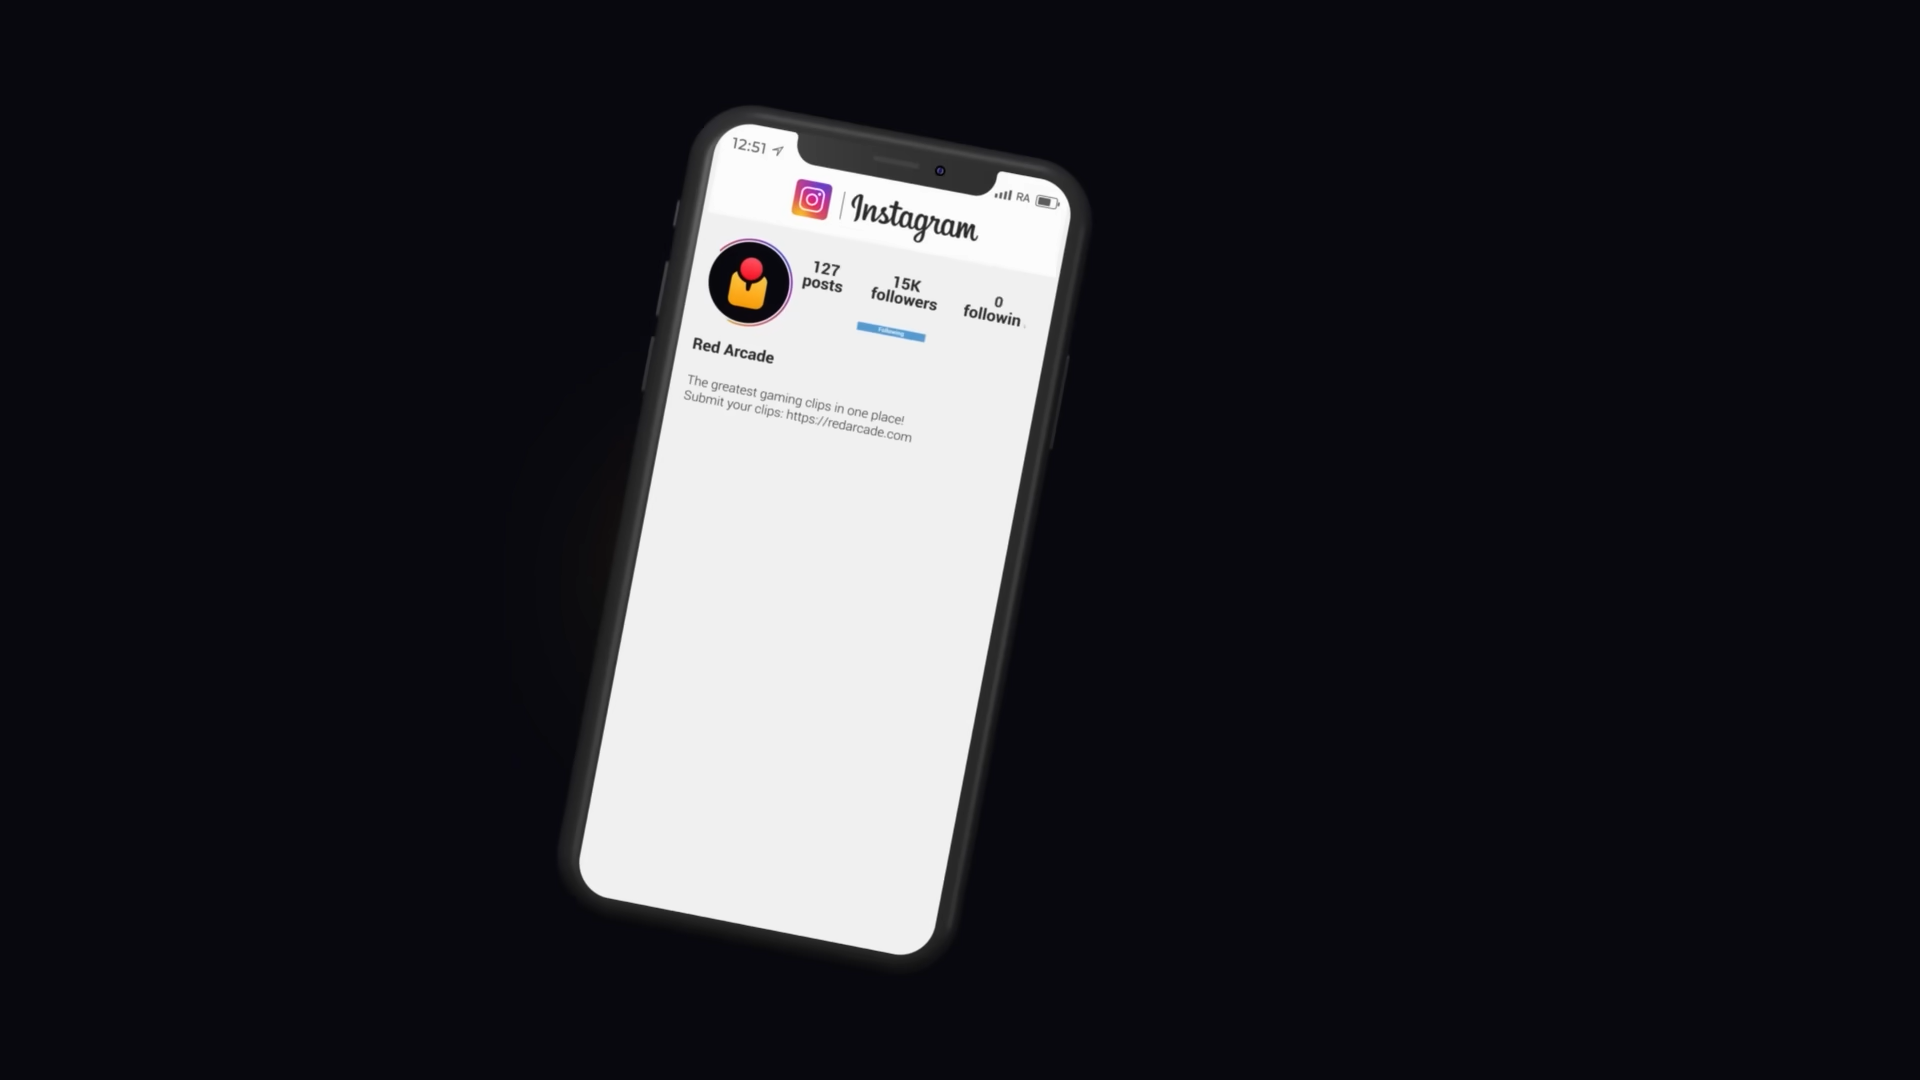 12:51
RA
Instagram
127
posts
15K
followers
0
followin
Following
Red Arcade
The greatest gaming clips in one place!
Submit your clips: https://redarcade.com